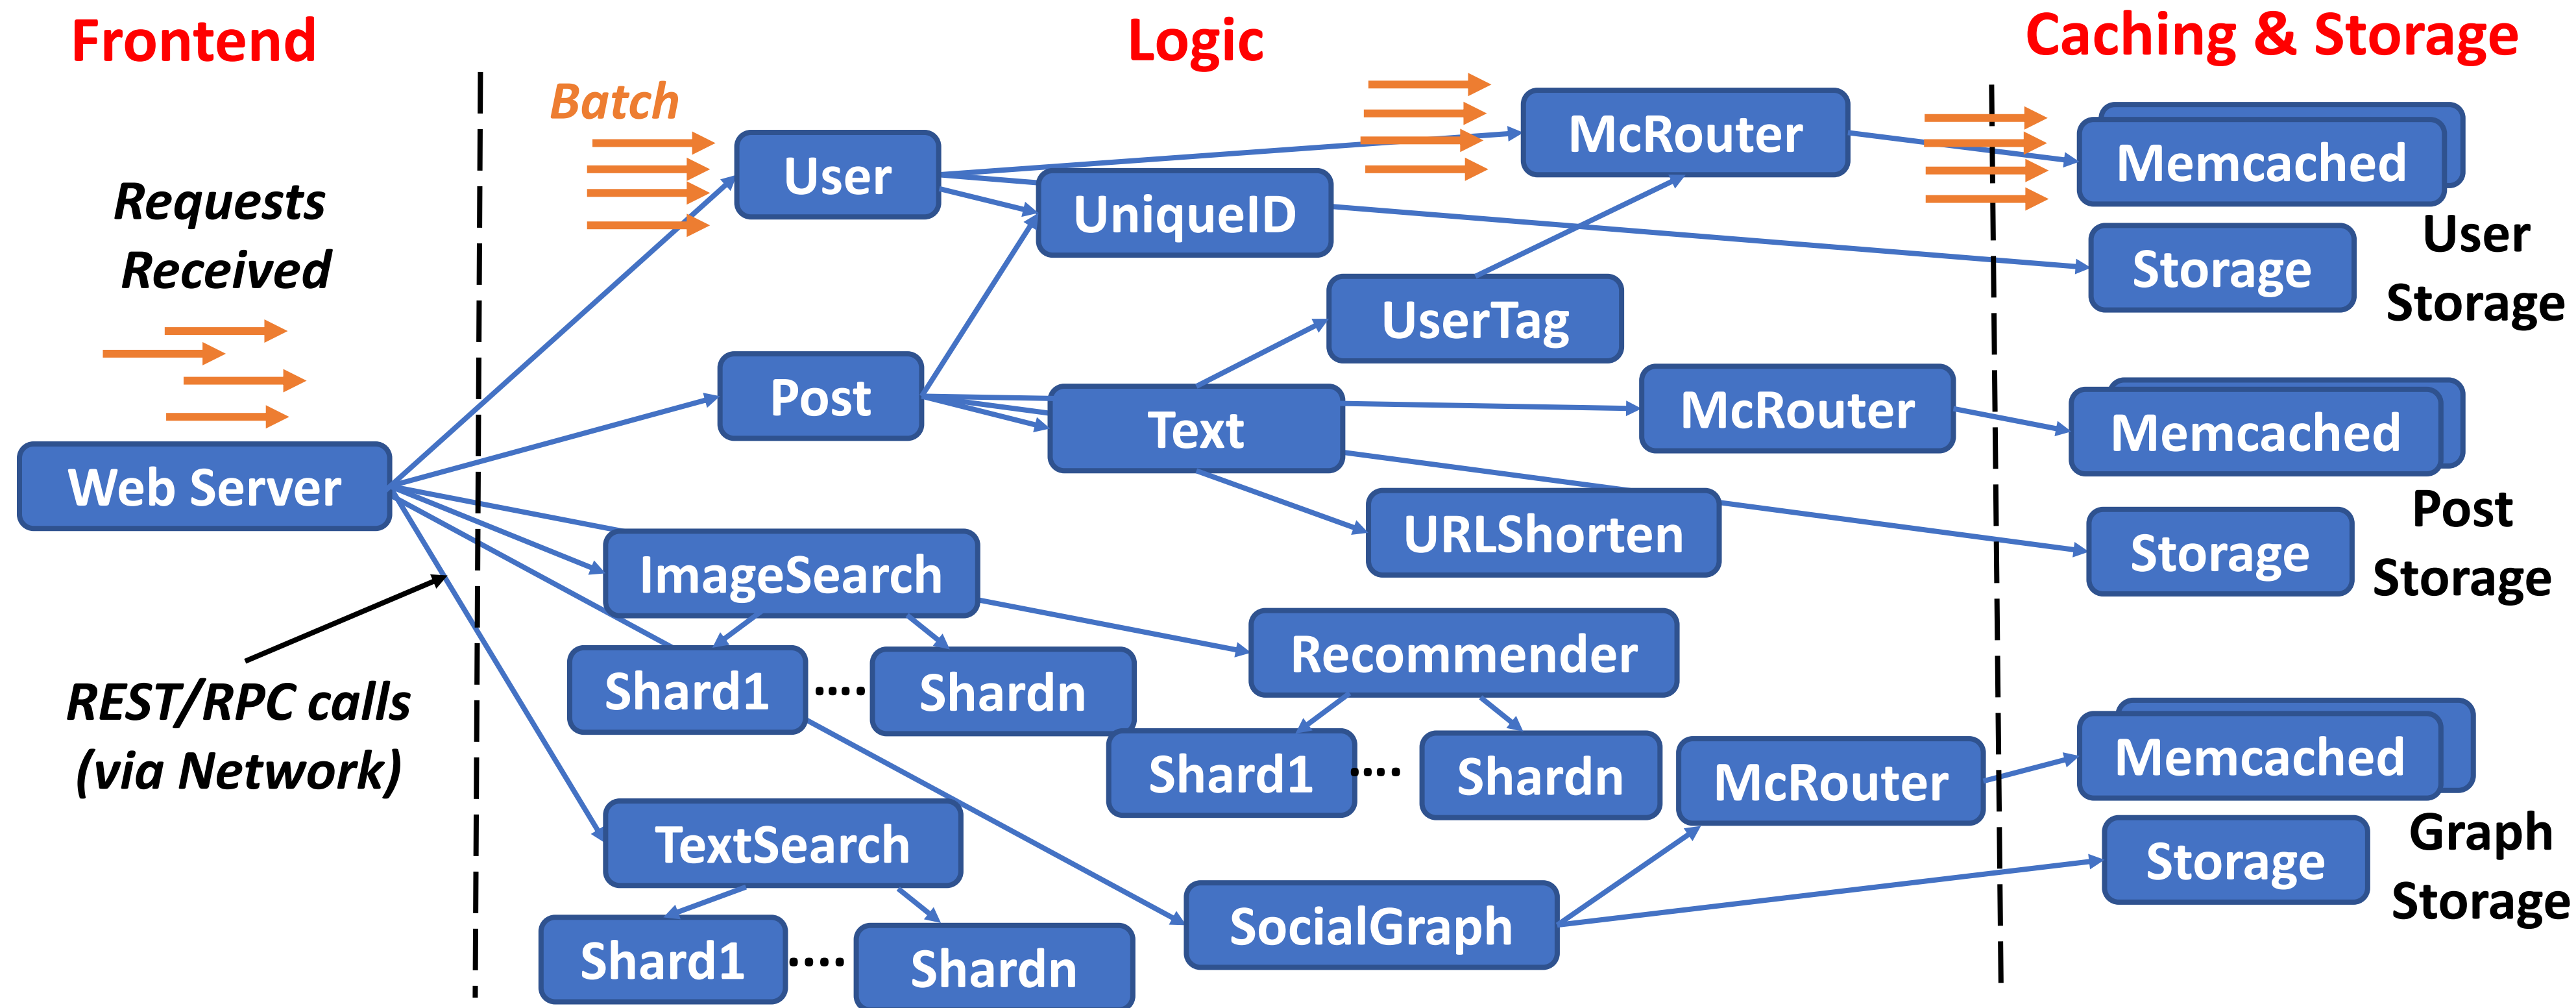 Frontend
Logic
Caching & Storage
Batch
Requests
Received
User
McRouter
Memcached
UniqueID
Storage
User
Storage
UserTag
Post
Text
McRouter
Memcached
Web Server
URLShorten
Storage
Post
Storage
ImageSearch
Recommender
Shard1
....
Shardn
REST/RPC calls
(via Network)
Shard1
....
Shardn
McRouter
Memcached
TextSearch
Storage
Graph
Storage
SocialGraph
Shard1
....
Shardn